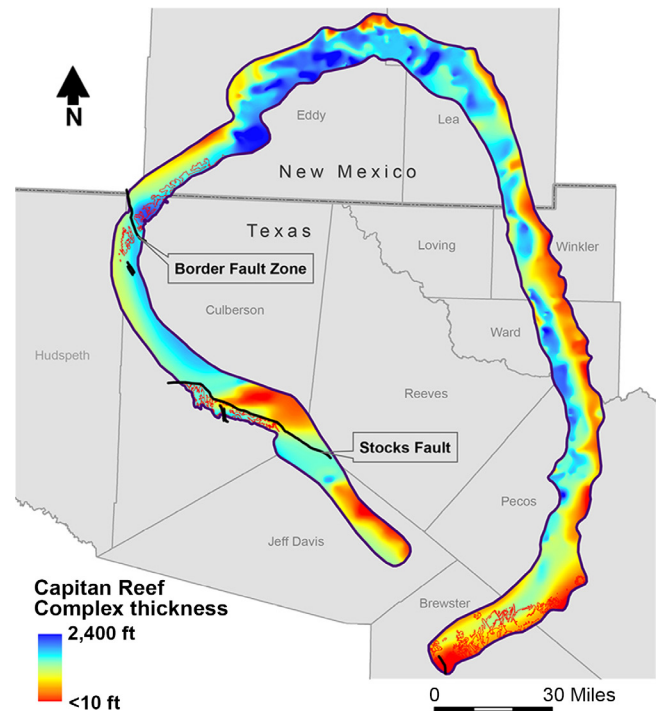 N
Eddy
Lea
New Mexico
Texas
Loving
Winkler
Border Fault Zone
Culberson
Ward
Hudspeth
Reeves
Stocks Fault
Pecos
Jeff Davis
Brewster
Capitan Reef
Complex thickness
2,400 ft
<10 ft
0 30 Miles